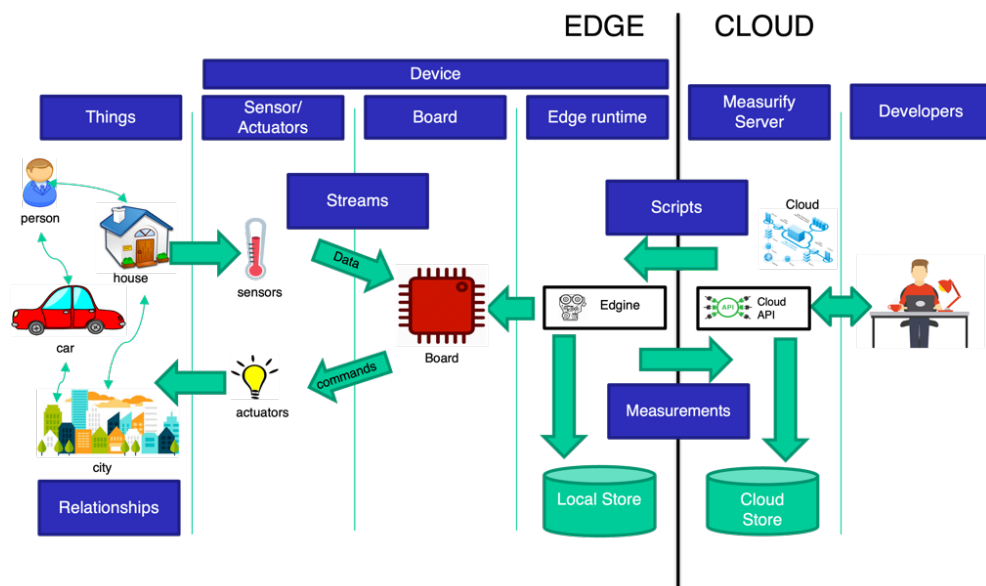 EDGE
CLOUD
Device
Things
Sensor/
Actuators
Board
Edge runtime
Measurify
Server
Developers
person
house
car
city
Relationships
Streams
sensors
Data
Board
commands
actuators
Scripts
Cloud
Edgine
API
Cloud
API
Measurements
Local Store
Cloud
Store